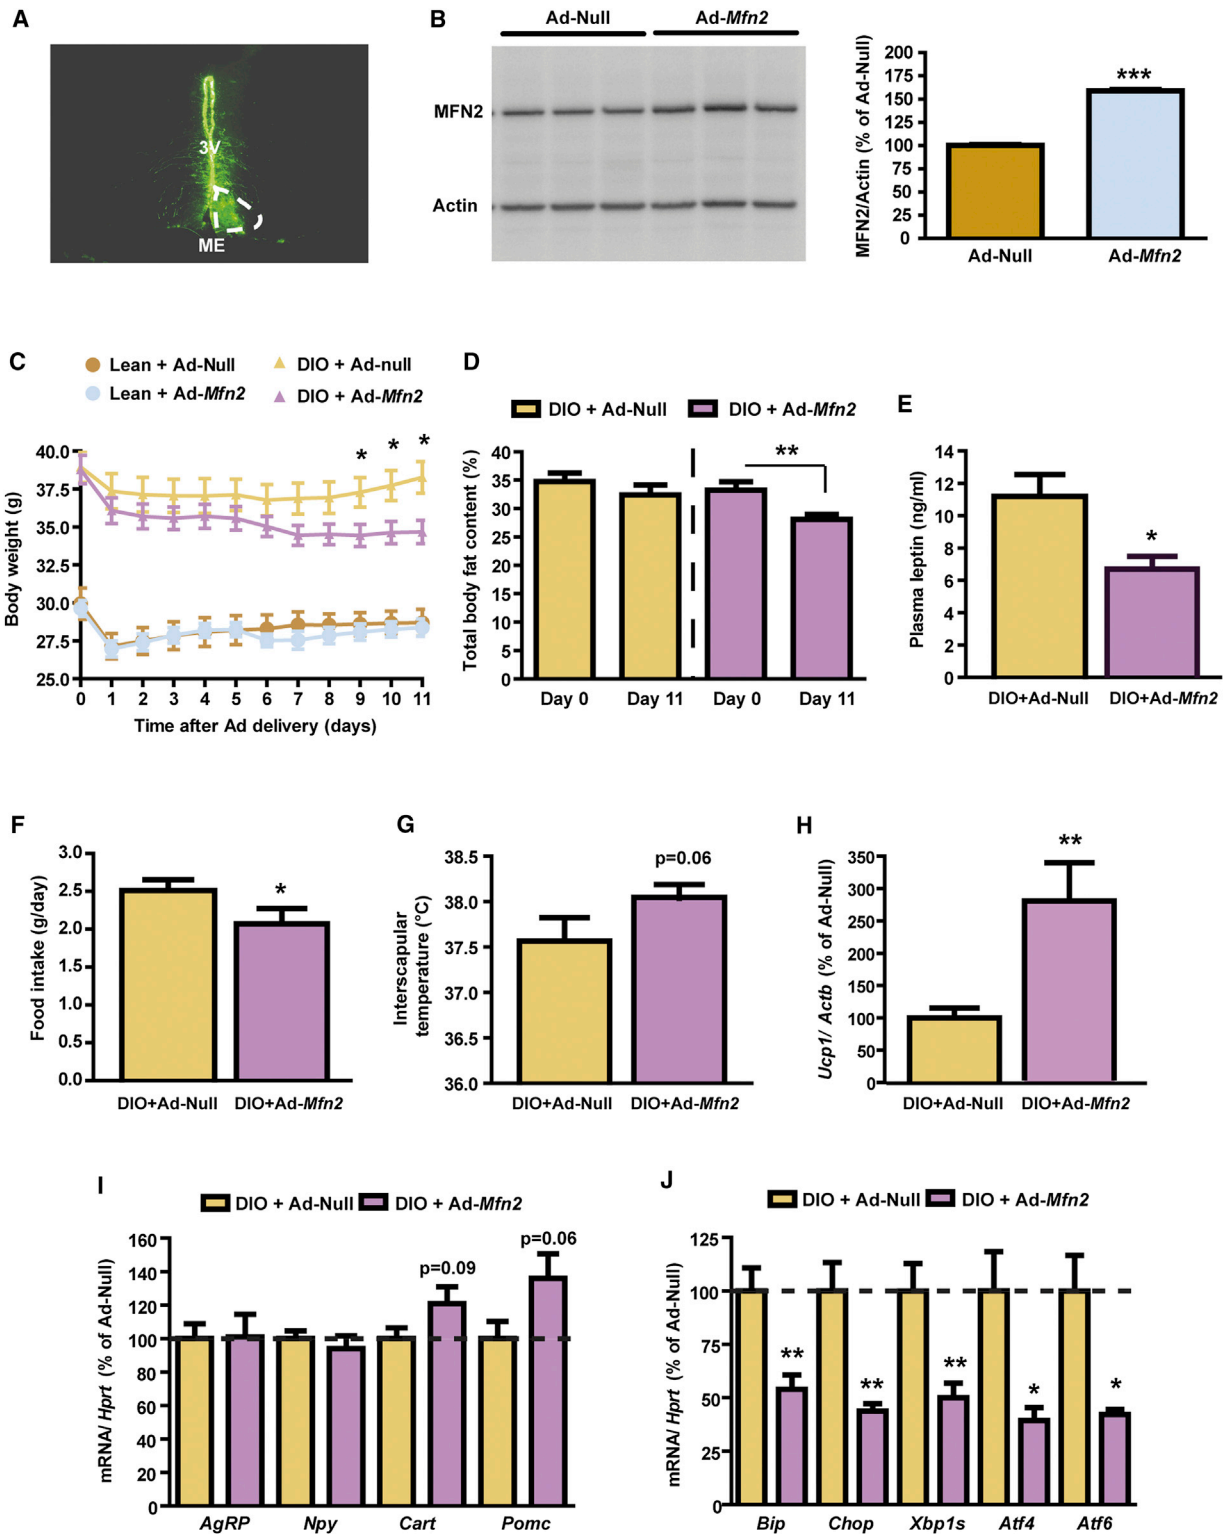 A
3V
ME
B
Ad-Null Ad-Mfn2
MFN2
Actin
MFN2/Actin (% of Ad-Null)
200
175
150
125
100
75
50
25
0
***
Ad-Null Ad-Mfn2
C
Lean + Ad-Null DIO + Ad-null
Lean + Ad-Mfn2 DIO + Ad-Mfn2
Body weight (g)
40.0
37.5
35.0
32.5
30.0
27.5
25.0
* * *
0 1 2 3 4 5 6 7 8 9 10 11
Time after Ad delivery (days)
D
DIO + Ad-Null DIO + Ad-Mfn2
Total body fat content (%)
40
35
30
25
20
15
10
5
0
**
Day 0 Day 11 Day 0 Day 11
E
Plasma leptin (ng/ml)
14
12
10
8
6
4
2
0
*
DIO+Ad-Null DIO+Ad-Mfn2
F
Food intake (g/day)
3.0
2.5
2.0
1.5
1.0
0.5
0.0
*
DIO+Ad-Null DIO+Ad-Mfn2
G
Interscapular
temperature (°C)
38.5
38.0
37.5
37.0
36.5
36.0
p=0.06
DIO+Ad-Null DIO+Ad-Mfn2
H
Ucp1/ Actb (% of Ad-Null)
350
300
250
200
150
100
50
0
**
DIO+Ad-Null DIO+Ad-Mfn2
I
DIO + Ad-Null DIO + Ad-Mfn2
mRNA/ Hprt (% of Ad-Null)
160
140
120
100
80
60
40
20
0
p=0.09
p=0.06
AgRP Npy Cart Pomc
J
DIO + Ad-Null DIO + Ad-Mfn2
mRNA/ Hprt (% of Ad-Null)
125
100
75
50
25
0
** ** ** * *
Bip Chop Xbp1s Atf4 Atf6